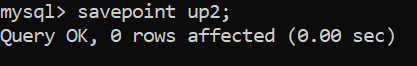 mysql> savepoint up2;
Query OK, 0 rows affected (0.00 sec)